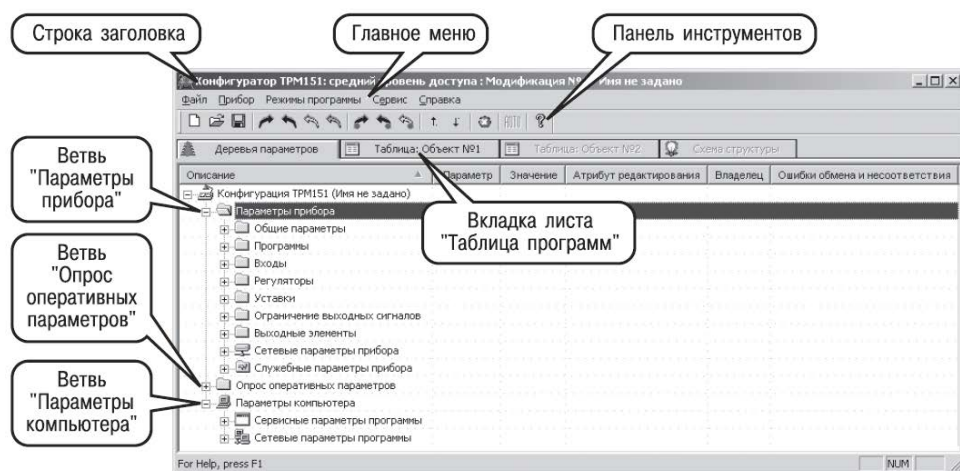 Строка заголовка
Главное меню
Панель инструментов
Конфигуратор ТРМ151: средний уровень доступа : Модификация Имя не задано
Файл Прибор Режимы программы Сервис Справка
Деревья параметров Таблица: Объект №1 Таблица: Объект №2 Схема структуры
Описание Параметр Значение Атрибут редактирования Владелец Ошибки обмена и несоответствия
Конфигурация ТРМ151 (Имя не задано)
Ветвь
"Параметры
прибора"
Параметры прибора
Вкладка листа
"Таблица программ"
Общие параметры
Программы
Входы
Регуляторы
Уставки
Ограничение выходных сигналов
Выходные элементы
Сетевые параметры прибора
Служебные параметры прибора
Ветвь
"Опрос
оперативных
параметров"
Опрос оперативных параметров
Ветвь
"Параметры
компьютера"
Параметры компьютера
Сервисные параметры программы
Сетевые параметры программы
For Help, press F1
NUM